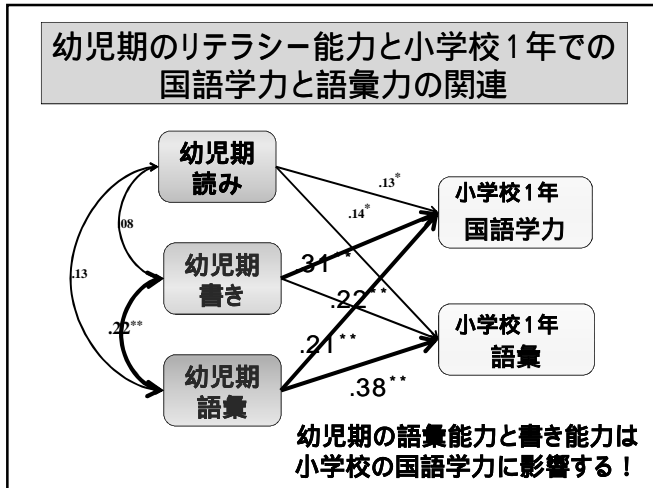 幼児期のリテラシー能力と小学校1年での
国語学力と語彙力の関連
幼児期
読み
.13*
小学校1年
国語学力
.14*
.08
幼児期
書き
.31**
.13
.22**
.22**
小学校1年
語彙
.21**
幼児期
語彙
.38**
幼児期の語彙能力と書き能力は
小学校の国語学力に影響する!